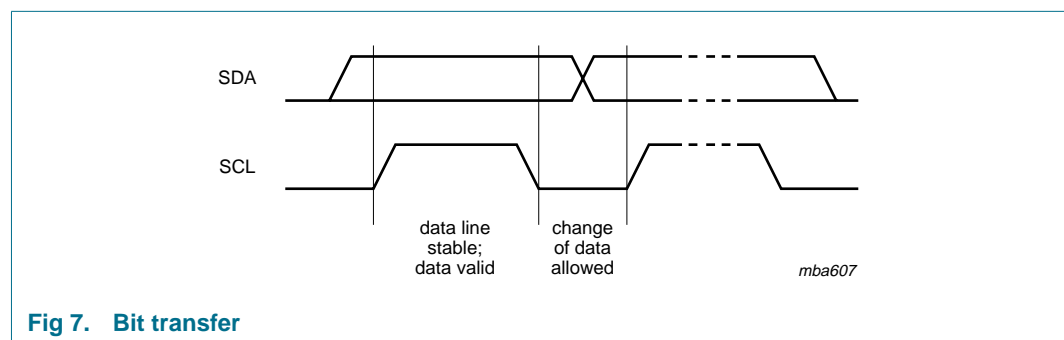 SDA
SCL
data line
stable;
data valid
change
of data
allowed
mba607
Fig 7. Bit transfer